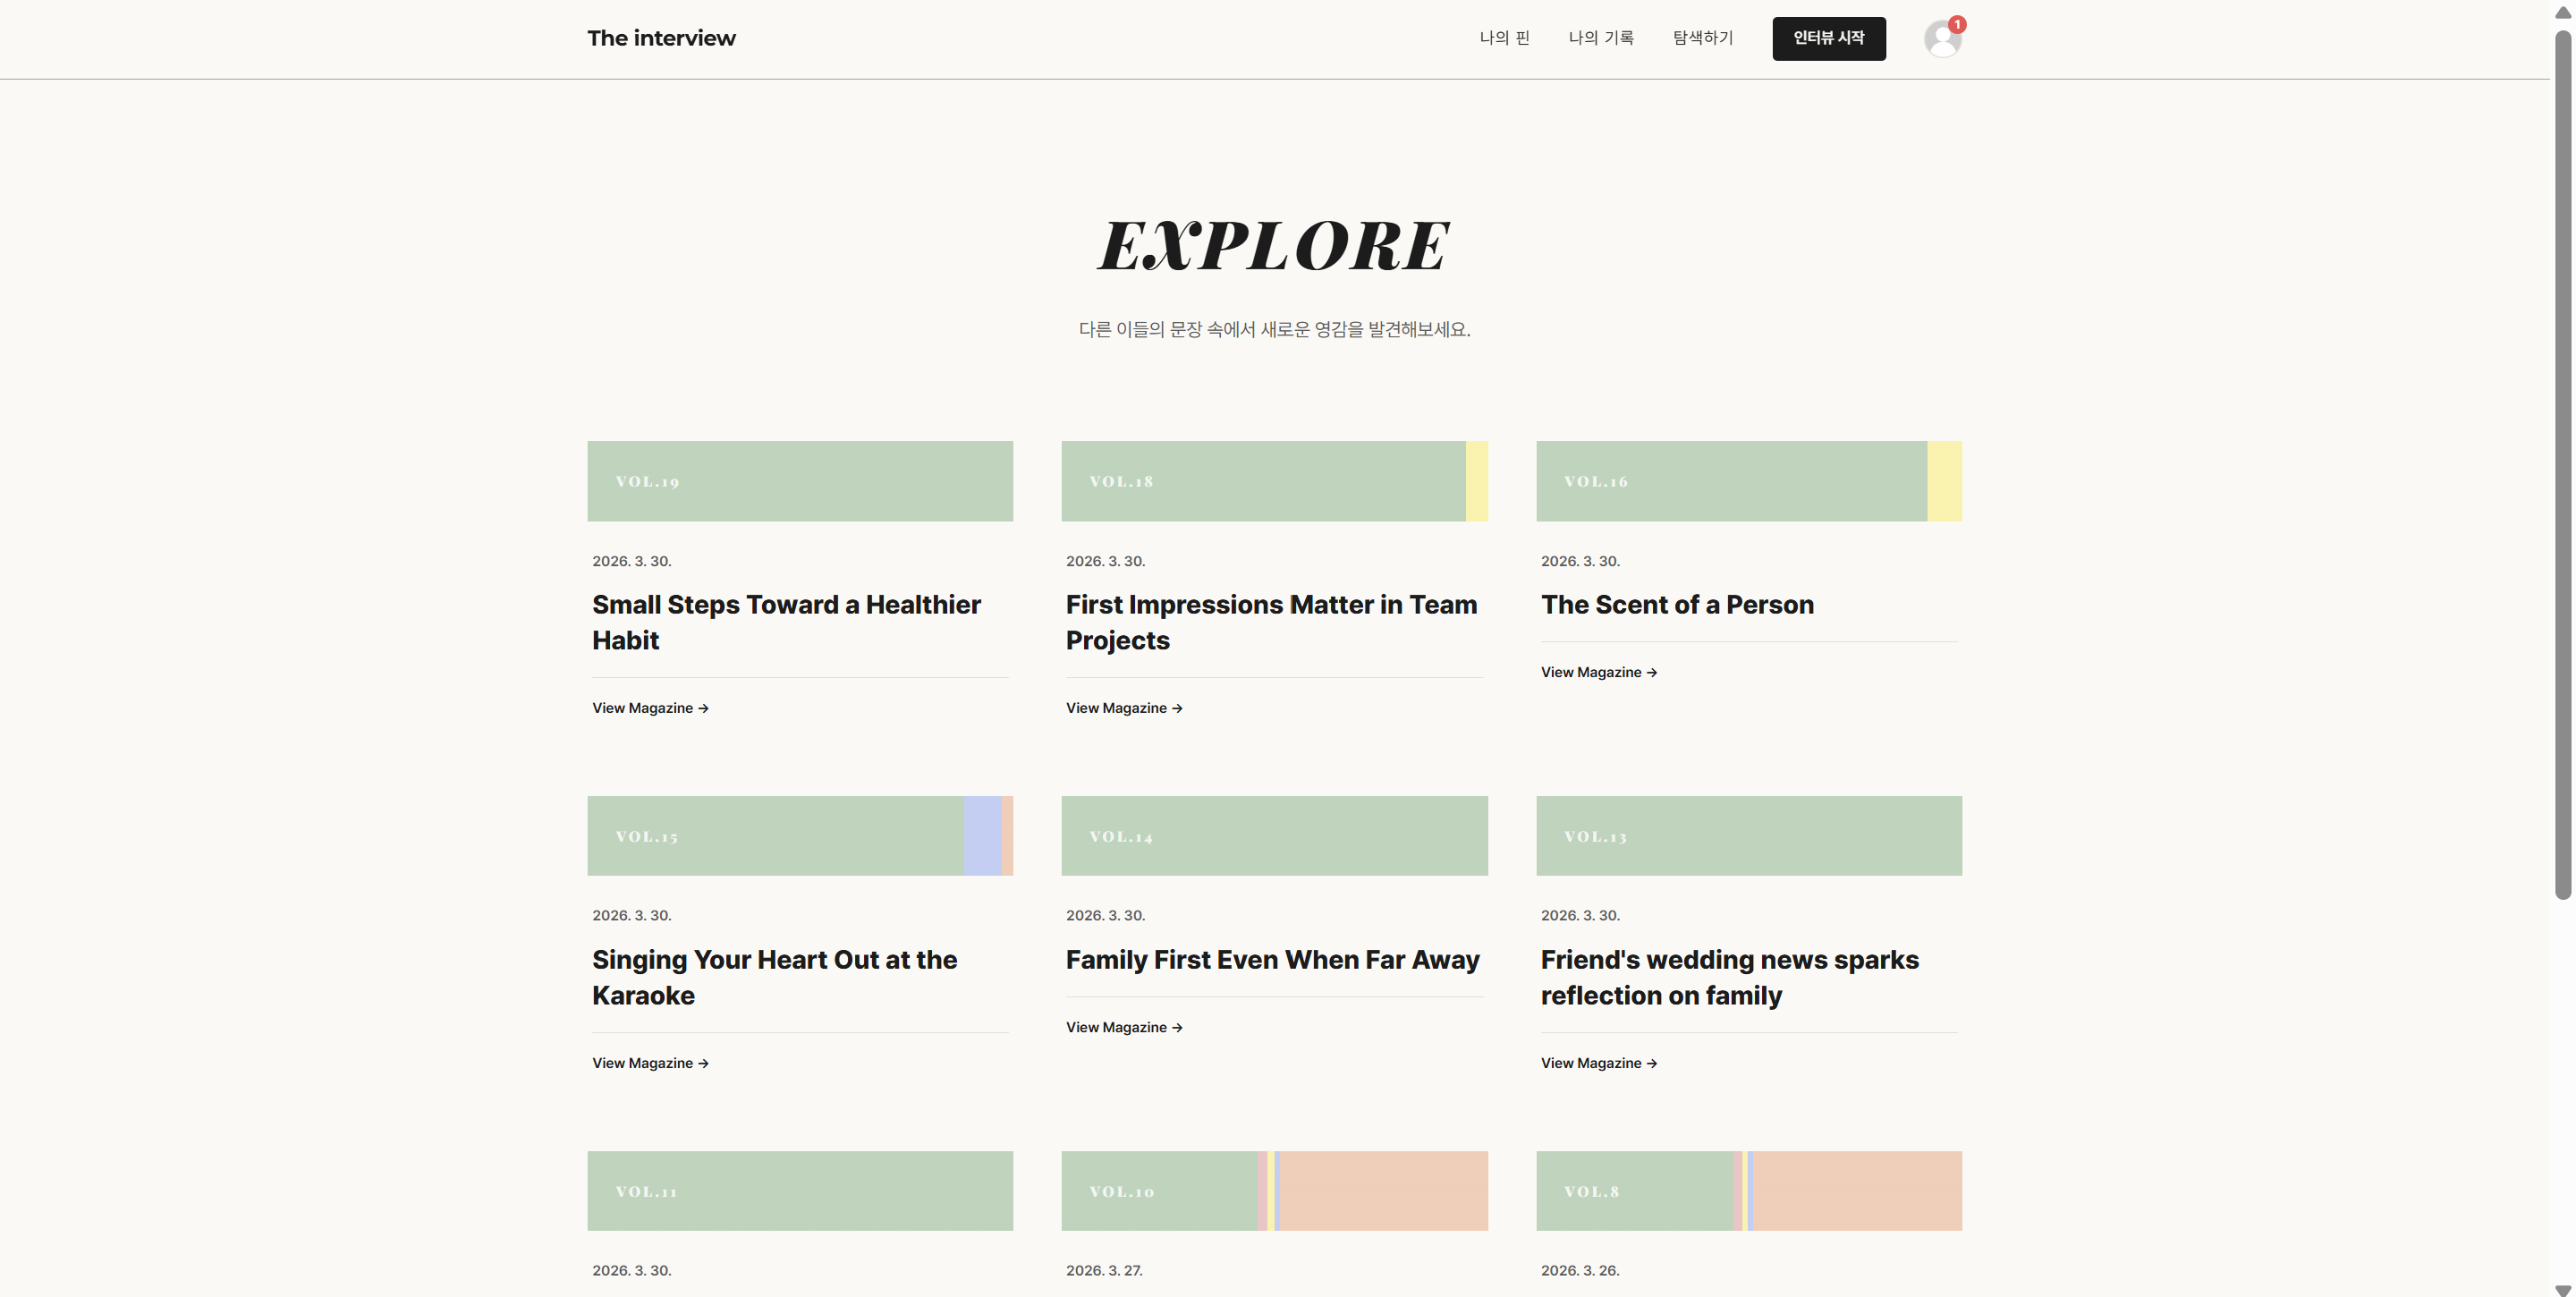 The interview
나의 핀
나의 기록
탐색하기
인터뷰 시작
1
EXPLORE
다른 이들의 문장 속에서 새로운 영감을 발견해보세요.
VOL.19
2026. 3. 30.
Small Steps Toward a Healthier
Habit
View Magazine →
VOL.18
2026. 3. 30.
First Impressions Matter in Team
Projects
View Magazine →
VOL.16
2026. 3. 30.
The Scent of a Person
View Magazine →
VOL.15
2026. 3. 30.
Singing Your Heart Out at the
Karaoke
View Magazine →
VOL.14
2026. 3. 30.
Family First Even When Far Away
View Magazine →
VOL.13
2026. 3. 30.
Friend's wedding news sparks
reflection on family
View Magazine →
VOL.11
2026. 3. 30.
VOL.10
2026. 3. 27.
VOL.8
2026. 3. 26.